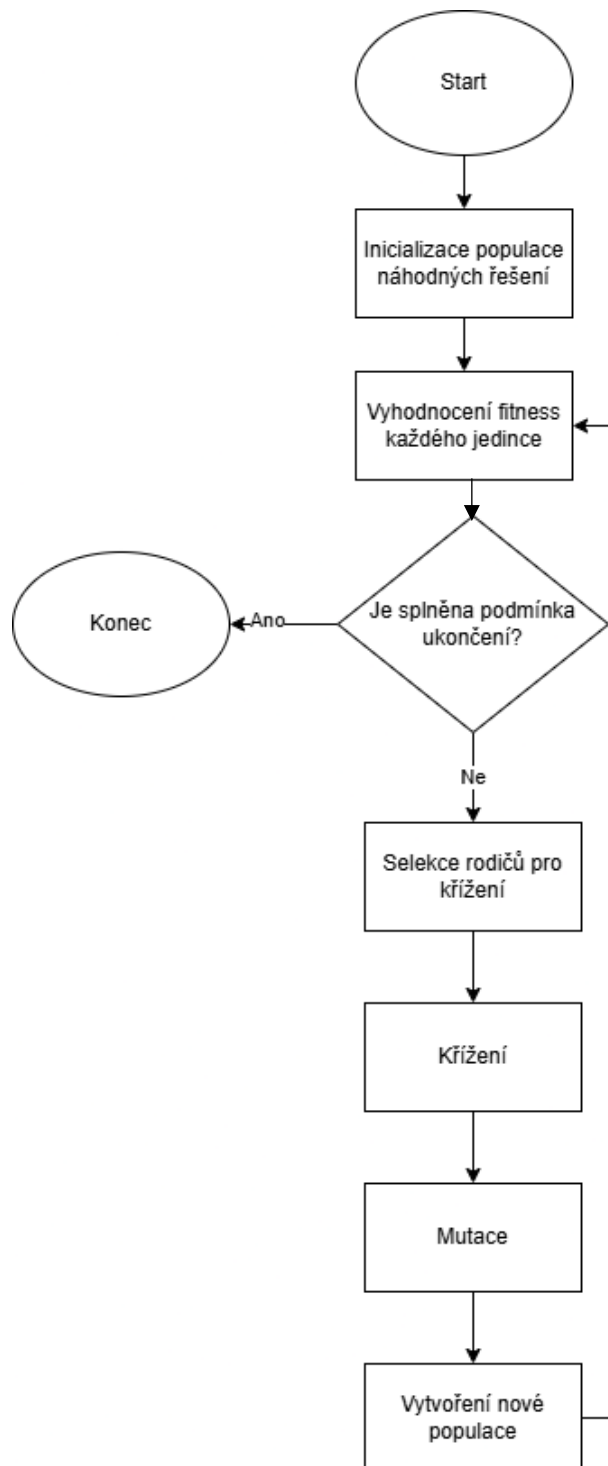 Start
Inicializace populace
náhodných řešení
Vyhodnocení fitness
každého jedince
Je splněna podmínka
ukončení?
Konec
Ano
Ne
Selekce rodičů pro
křížení
Křížení
Mutace
Vytvoření nové
populace